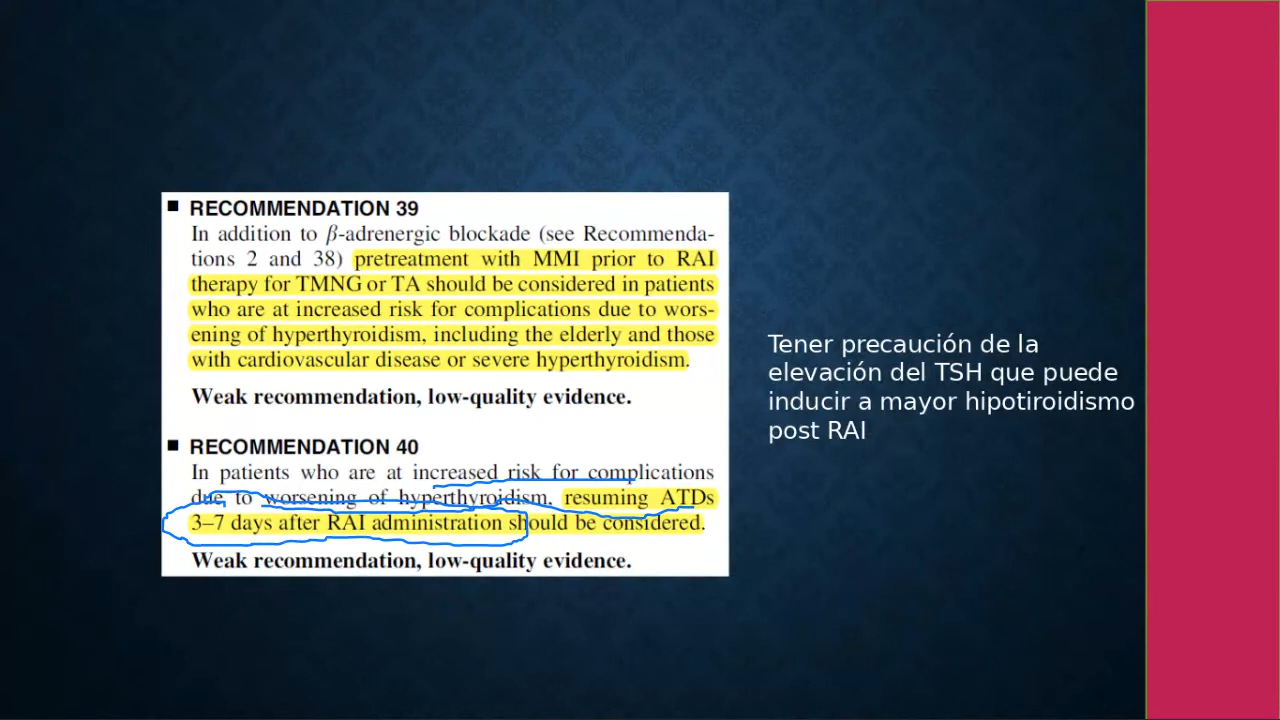 ■ RECOMMENDATION 39
In addition to β-adrenergic blockade (see Recommenda-
tions 2 and 38) pretreatment with MMI prior to RAI
therapy for TMNG or TA should be considered in patients
who are at increased risk for complications due to wors-
ening of hyperthyroidism, including the elderly and those
with cardiovascular disease or severe hyperthyroidism.
Weak recommendation, low-quality evidence.
■ RECOMMENDATION 40
In patients who are at increased risk for complications
due to worsening of hyperthyroidism, resuming ATDs
3–7 days after RAI administration should be considered.
Weak recommendation, low-quality evidence.
Tener precaución de la
elevación del TSH que puede
inducir a mayor hipotiroidismo
post RAI